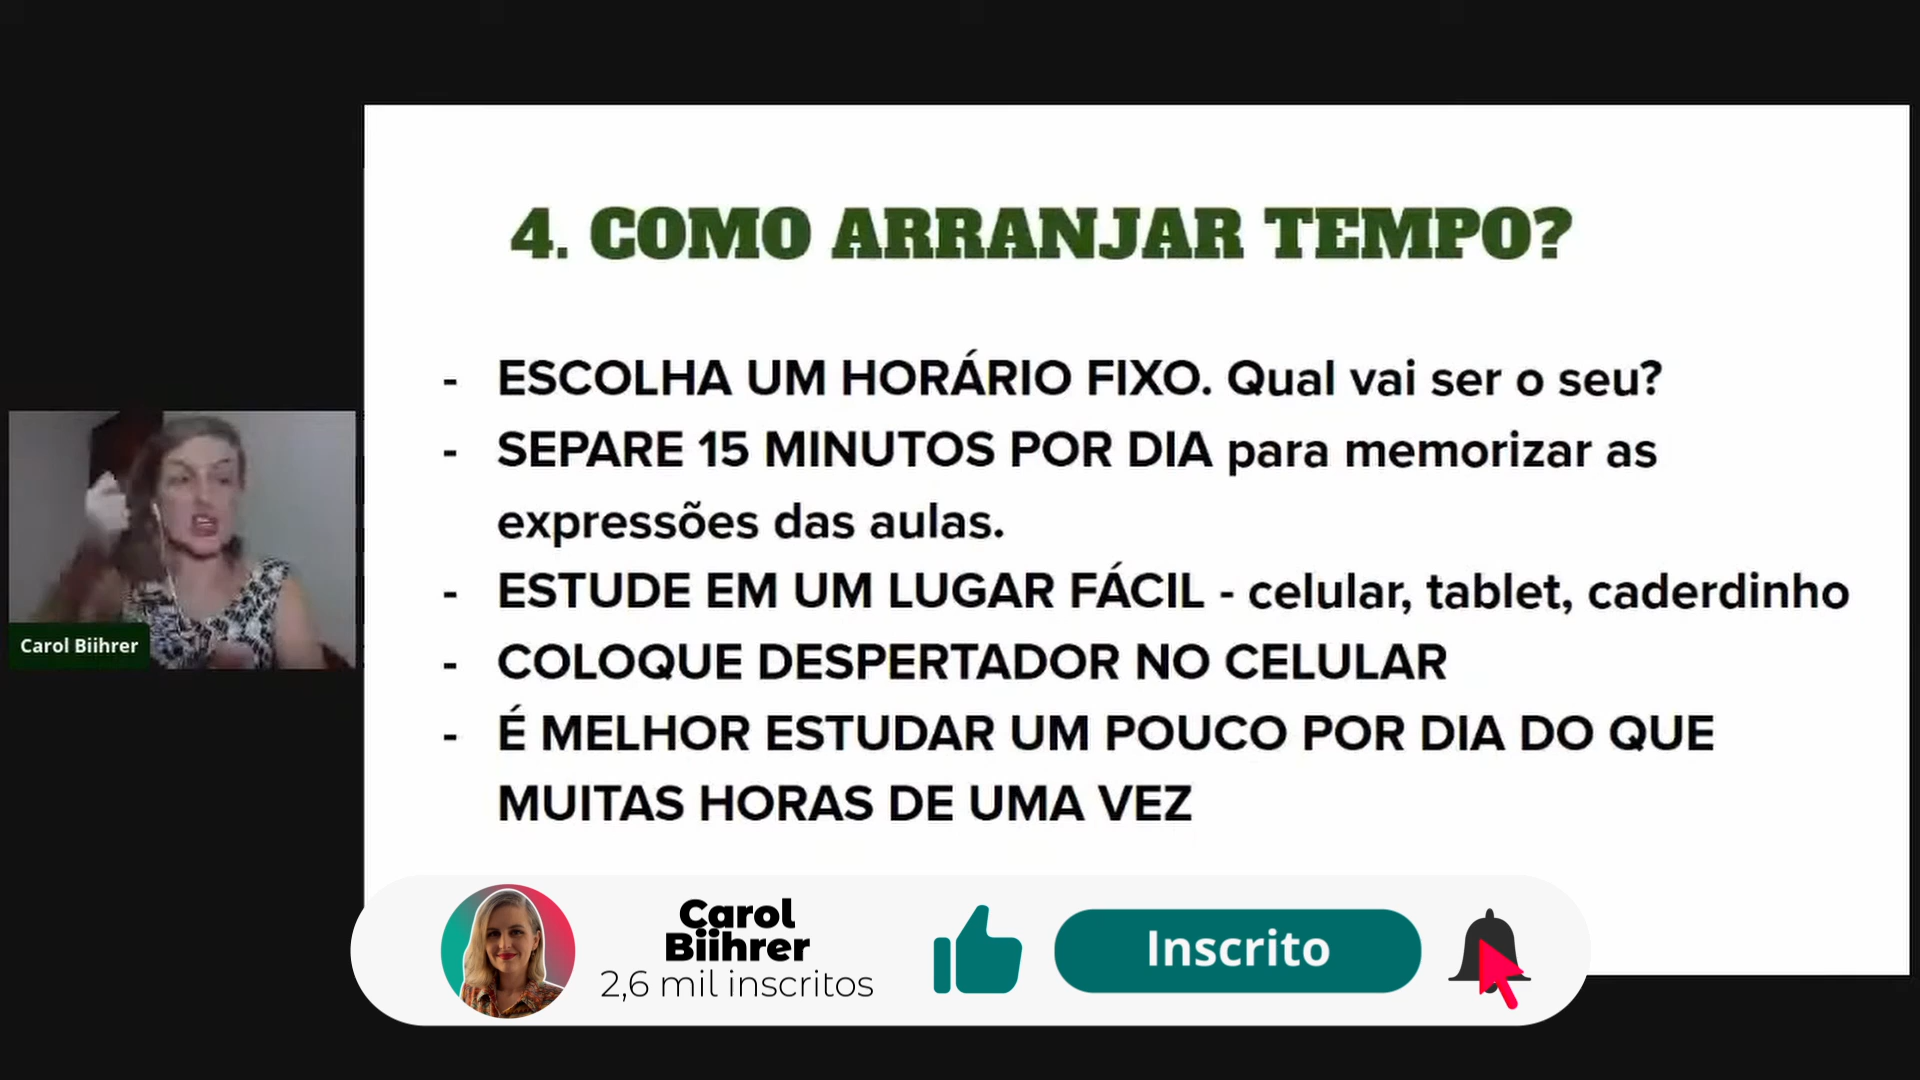 4. COMO ARRANJAR TEMPO?
- ESCOLHA UM HORÁRIO FIXO. Qual vai ser o seu?
- SEPARE 15 MINUTOS POR DIA para memorizar as
expressões das aulas.
- ESTUDE EM UM LUGAR FÁCIL - celular, tablet, caderdinho
- COLOQUE DESPERTADOR NO CELULAR
- É MELHOR ESTUDAR UM POUCO POR DIA DO QUE
MUITAS HORAS DE UMA VEZ
Carol Biihrer
Carol
Biihrer
2,6 mil inscritos
Inscrito